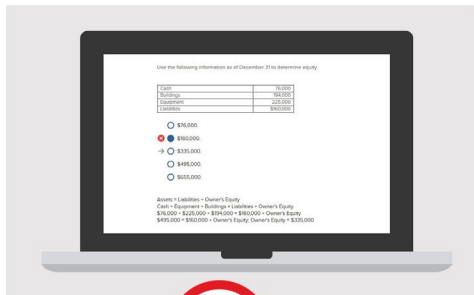 Use the following information as of December 31 to determine equity.
Cash 76,000
Buildings 194,000
Equipment 225,000
Liabilities $160,000
$76,000.
$160,000.
$335,000.
$495,000.
$655,000
Assets = Liabilities + Owner's Equity
Cash + Equipment + Buildings = Liabilities + Owner's Equity
$76,000 + $225,000 + $194,000 = $160,000 + Owner's Equity
$495,000 = $160,000 + Owner's Equity; Owner's Equity = $335,000